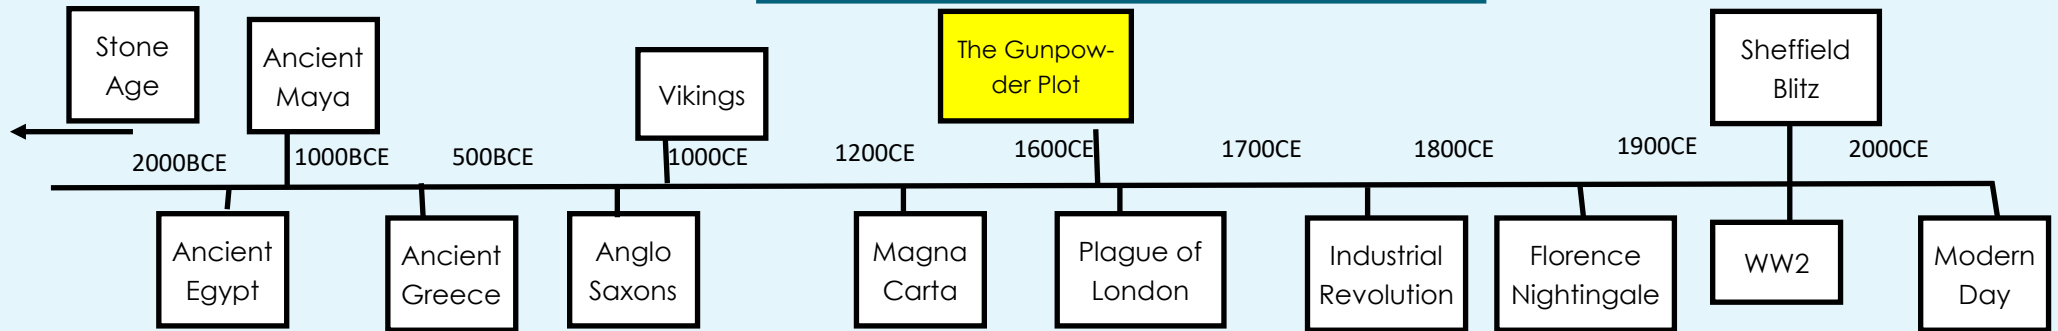 Stone
Age
Ancient
Maya
Vikings
The Gunpow-
der Plot
Sheffield
Blitz
2000BCE
1000BCE
500BCE
1000CE
1200CE
1600CE
1700CE
1800CE
1900CE
2000CE
Ancient
Egypt
Ancient
Greece
Anglo
Saxons
Magna
Carta
Plague of
London
Industrial
Revolution
Florence
Nightingale
WW2
Modern
Day